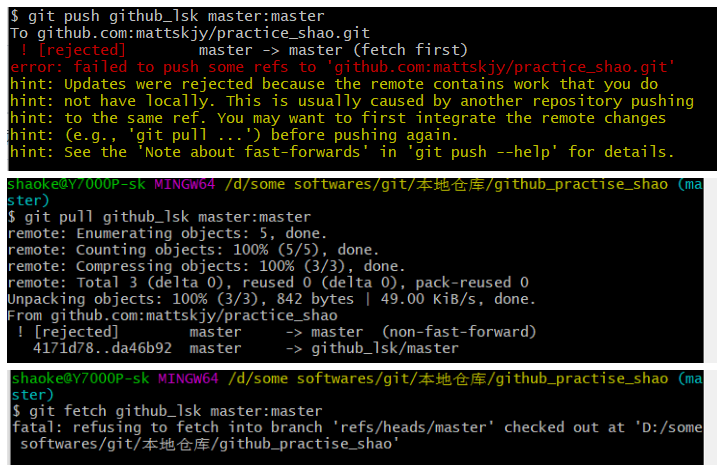 $ git push github_lsk master:master
To github.com:mattskjy/practice_shao.git
 ! [rejected]        master -> master (fetch first)
error: failed to push some refs to 'github.com:mattskjy/practice_shao.git'
hint: Updates were rejected because the remote contains work that you do
hint: not have locally. This is usually caused by another repository pushing
hint: to the same ref. You may want to first integrate the remote changes
hint: (e.g., 'git pull ...') before pushing again.
hint: See the 'Note about fast-forwards' in 'git push --help' for details.
shaoke@Y7000P-sk MINGW64 /d/some softwares/git/本地仓库/github_practise_shao (ma
ster)
$ git pull github_lsk master:master
remote: Enumerating objects: 5, done.
remote: Counting objects: 100% (5/5), done.
remote: Compressing objects: 100% (3/3), done.
remote: Total 3 (delta 0), reused 0 (delta 0), pack-reused 0
Unpacking objects: 100% (3/3), 842 bytes | 49.00 KiB/s, done.
From github.com:mattskjy/practice_shao
 ! [rejected]        master     -> master  (non-fast-forward)
   4171d78..da46b92  master     -> github_lsk/master
shaoke@Y7000P-sk MINGW64 /d/some softwares/git/本地仓库/github_practise_shao (ma
ster)
$ git fetch github_lsk master:master
fatal: refusing to fetch into branch 'refs/heads/master' checked out at 'D:/some
 softwares/git/本地仓库/github_practise_shao'